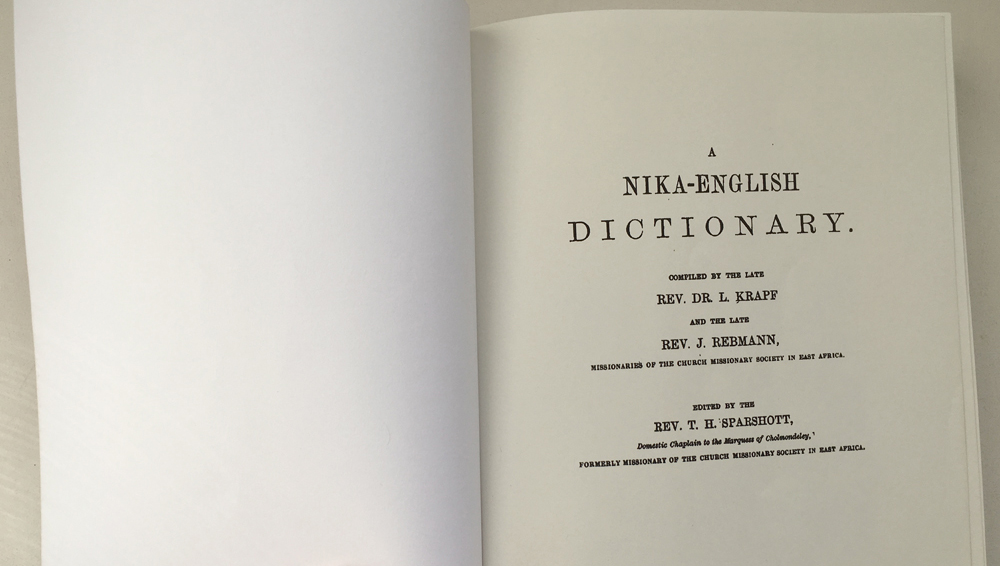 A
NIKA-ENGLISH
DICTIONARY.
COMPILED BY THE LATE
REV. DR. L. KRAPF
AND THE LATE
REV. J. REBMANN,
MISSIONARIES OF THE CHURCH MISSIONARY SOCIETY IN EAST AFRICA.
EDITED BY THE
REV. T. H. SPARSHOTT,
Domestic Chaplain to the Marquess of Cholmondeley,
FORMERLY MISSIONARY OF THE CHURCH MISSIONARY SOCIETY IN EAST AFRICA.